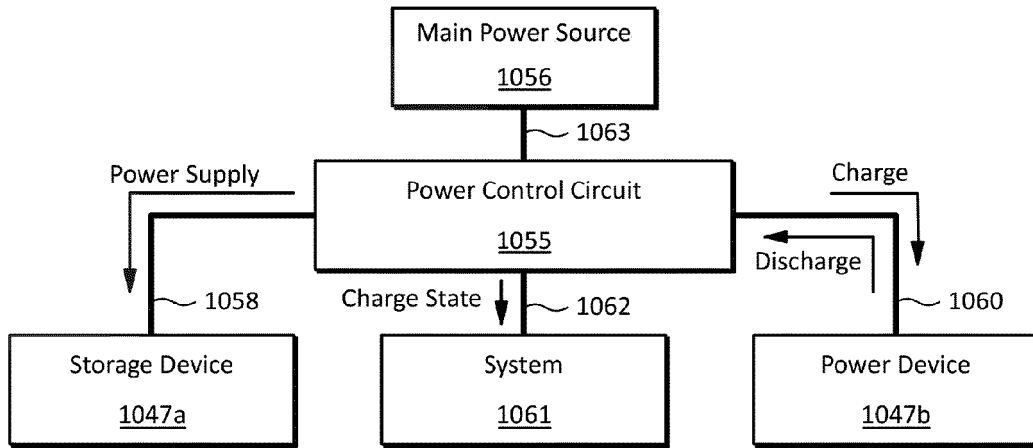 Main Power Source
1056
1063
Power Supply
Power Control Circuit
1055
Charge
Discharge
Charge State
1058
1062
1060
Storage Device
1047a
System
1061
Power Device
1047b